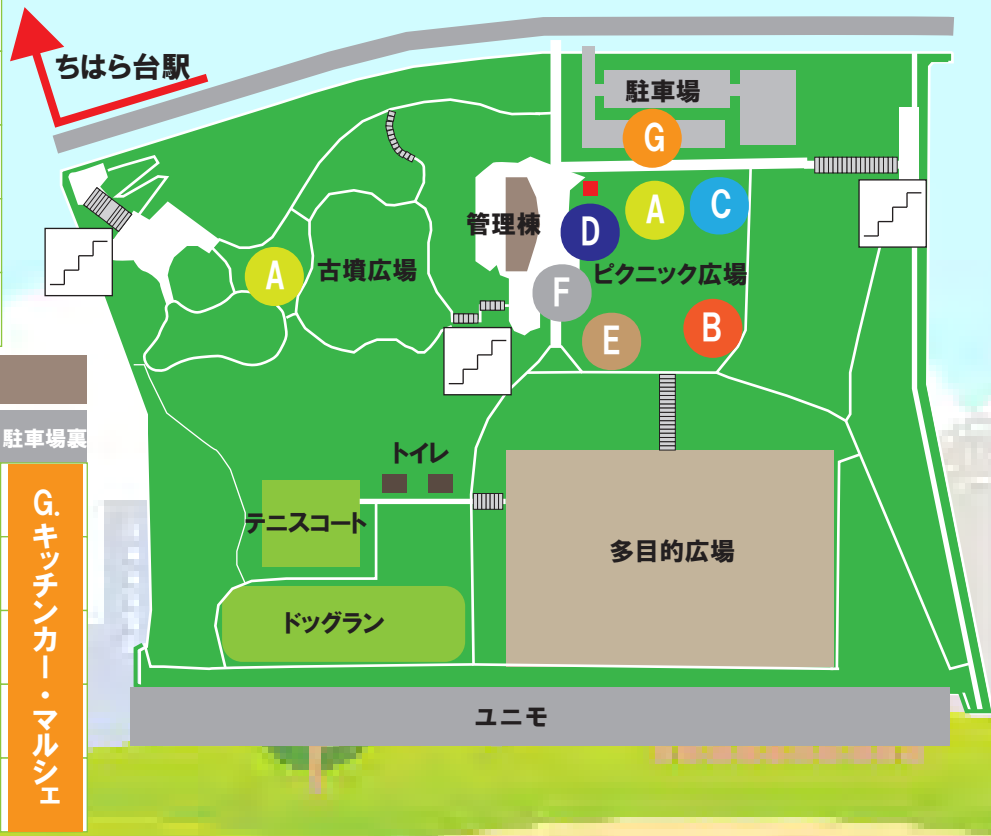 ちはら台駅
駐車場
G
A
C
管理棟
D
古墳広場
A
ピクニック広場
F
B
E
駐車場裏
トイレ
G.キッチンカー・マルシェ
テニスコート
多目的広場
ドッグラン
ユニモ